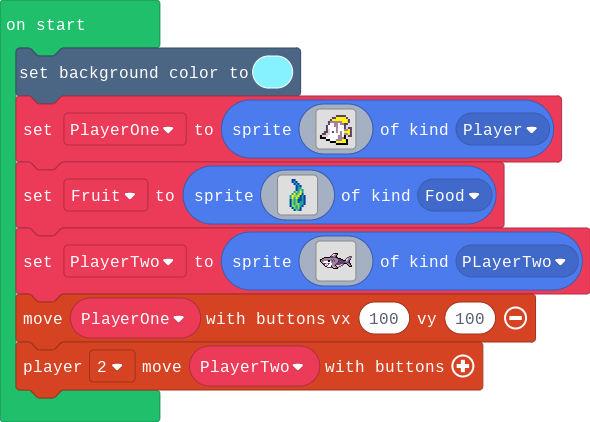 on start
set background color to
set PlayerOne to sprite of kind Player
set Fruit to sprite of kind Food
set PlayerTwo to sprite of kind PLayerTwo
move PlayerOne with buttons vx 100 vy 100
player 2 move PlayerTwo with buttons